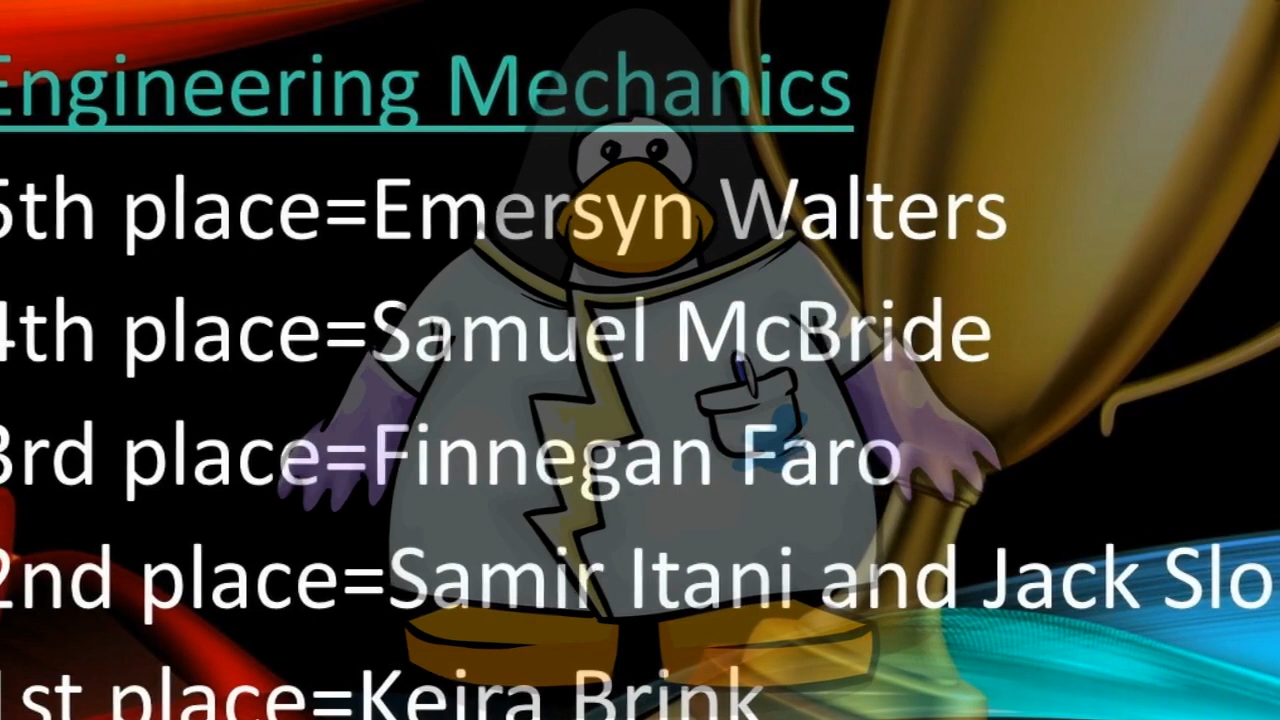 Engineering Mechanics
5th place=Emersyn Walters
4th place=Samuel McBride
3rd place=Finnegan Faro
2nd place=Samir Itani and Jack
1st place=Keira Brink